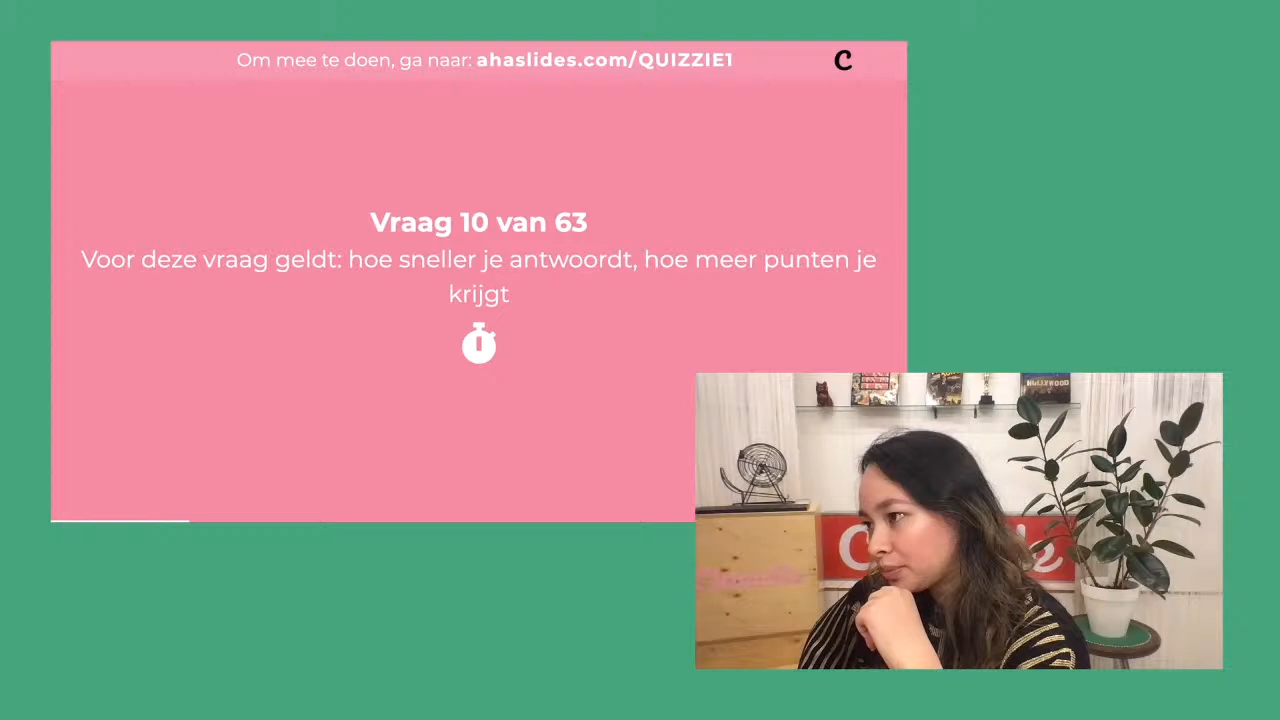 Om mee te doen, ga naar: ahaslides.com/QUIZZIE1
C
Vraag 10 van 63
Voor deze vraag geldt: hoe sneller je antwoordt, hoe meer punten je
krijgt